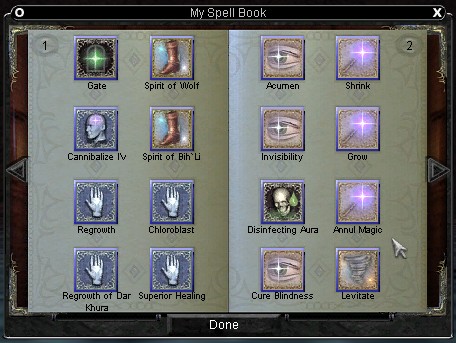 O
My Spell Book
X
1
2
Gate
Spirit of Wolf
Acumen
Shrink
Cannibalize IV
Spirit of Bih`Li
Invisibility
Grow
Regrowth
Chloroblast
Disinfecting Aura
Annul Magic
Regrowth of Dar
Khura
Superior Healing
Cure Blindness
Levitate
Done